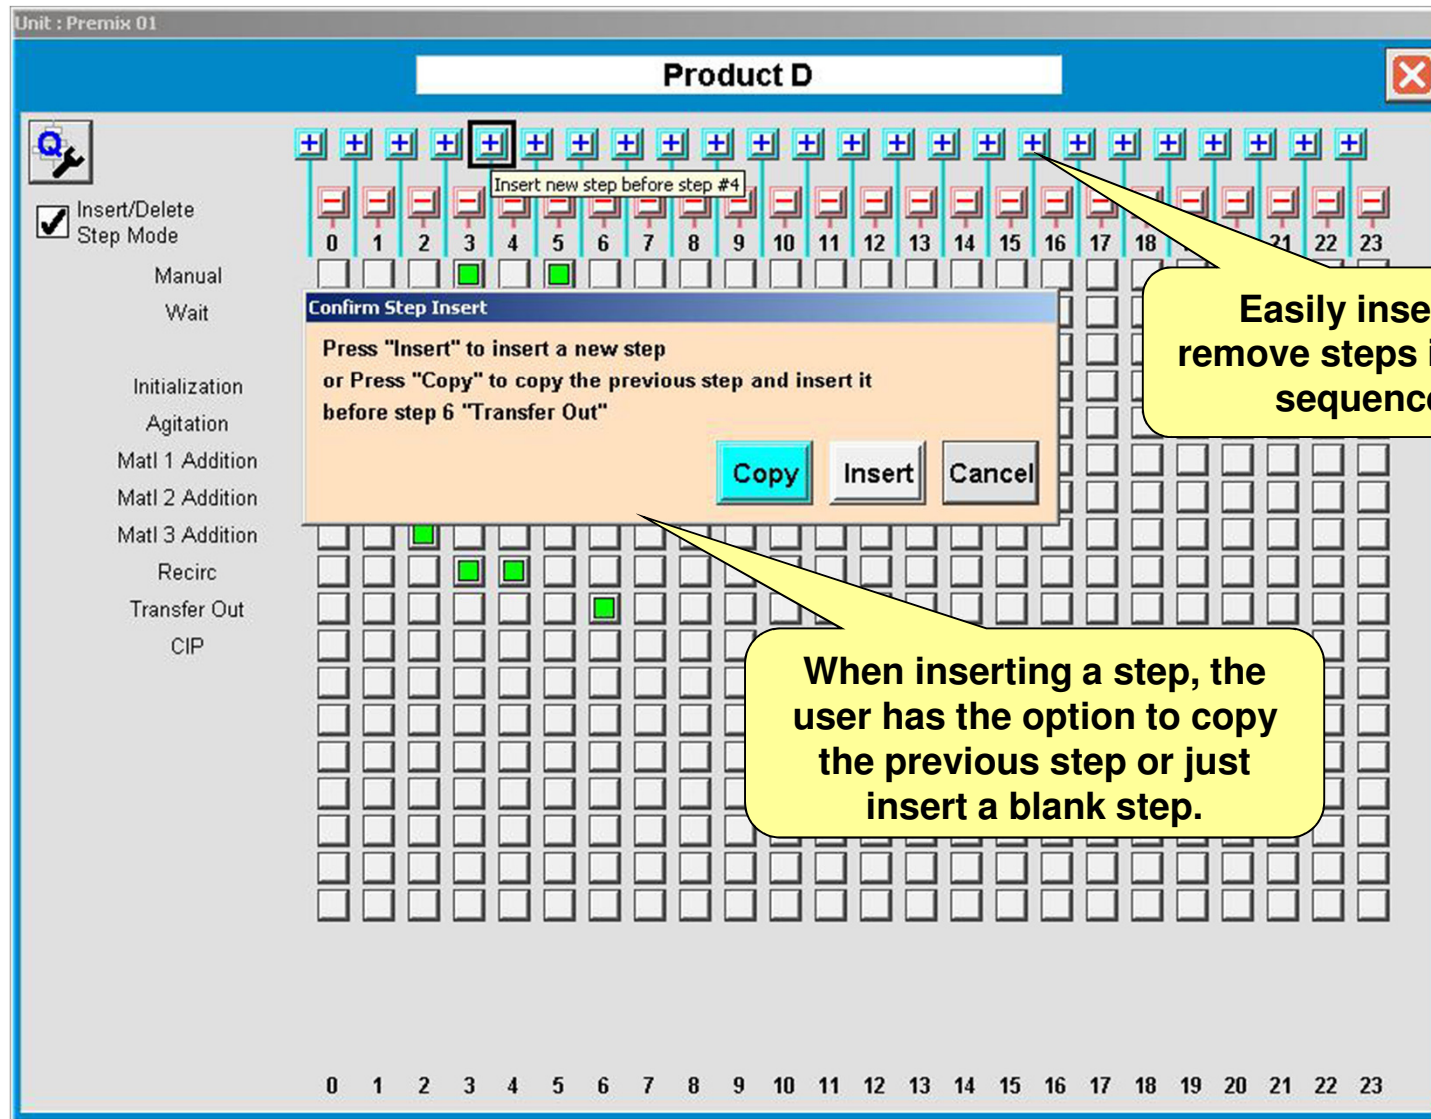 Unit : Premix 01
Product D
Q
Insert new step before step #4
Insert/Delete
Step Mode
0 1 2 3 4 5 6 7 8 9 10 11 12 13 14 15 16 17 18 21 22 23
Manual
Wait
Initialization
Agitation
Matl 1 Addition
Matl 2 Addition
Matl 3 Addition
Recirc
Transfer Out
CIP
Confirm Step Insert
Press "Insert" to insert a new step
or Press "Copy" to copy the previous step and insert it
before step 6 "Transfer Out"
Copy Insert Cancel
Easily inse
remove steps i
sequenc
When inserting a step, the
user has the option to copy
the previous step or just
insert a blank step.
0 1 2 3 4 5 6 7 8 9 10 11 12 13 14 15 16 17 18 19 20 21 22 23